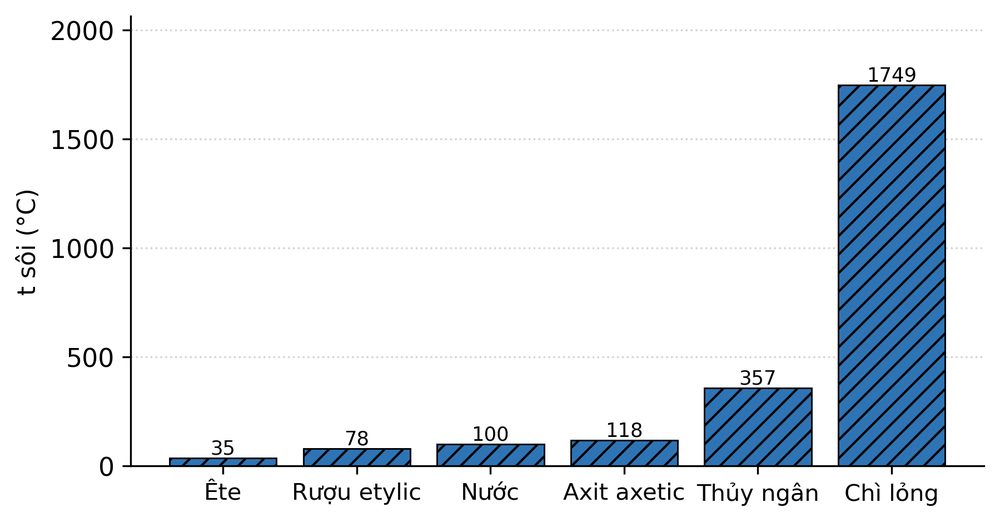 t sôi (°C)
2000
1500
1000
500
0
35
78
100
118
357
1749
Ête
Rượu etylic
Nước
Axit axetic
Thủy ngân
Chì lỏng